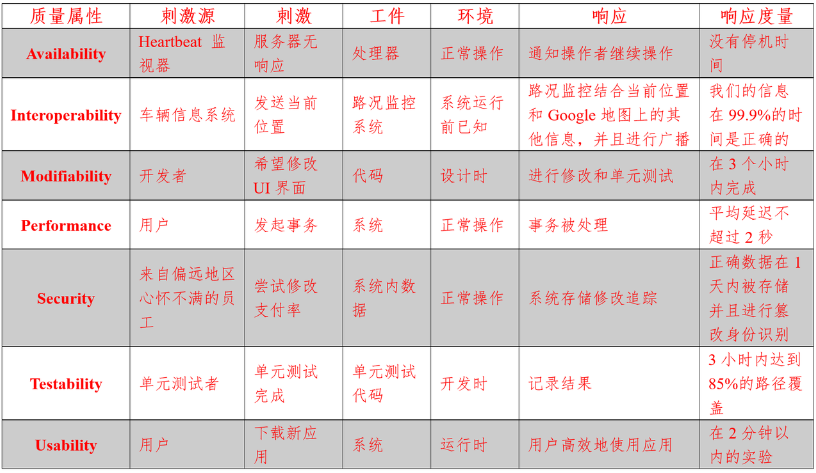 质量属性 刺激源 刺激 工件 环境 响应 响应度量
Availability
Heartbeat 监
视器
服务器无
响应
处理器
正常操作
通知操作者继续操作
没有停机时
间
Interoperability
车辆信息系统
发送当前
位置
路况监控
系统
系统运行
前已知
路况监控结合当前位置
和 Google 地图上的其
他信息，并且进行广播
我们的信息
在 99.9%的时
间是正确的
Modifiability
开发者
希望修改
UI 界面
代码
设计时
进行修改和单元测试
在 3 个小时
内完成
Performance
用户
发起事务
系统
正常操作
事务被处理
平均延迟不
超过 2 秒
Security
来自偏远地区
心怀不满的员
工
尝试修改
支付率
系统内数
据
正常操作
系统存储修改追踪
正确数据在 1
天内被存储
并且进行篡
改身份识别
Testability
单元测试者
单元测试
完成
单元测试
代码
开发时
记录结果
3 小时内达到
85%的路径覆
盖
Usability
用户
下载新应
用
系统
运行时
用户高效地使用应用
在 2 分钟以
内的实验